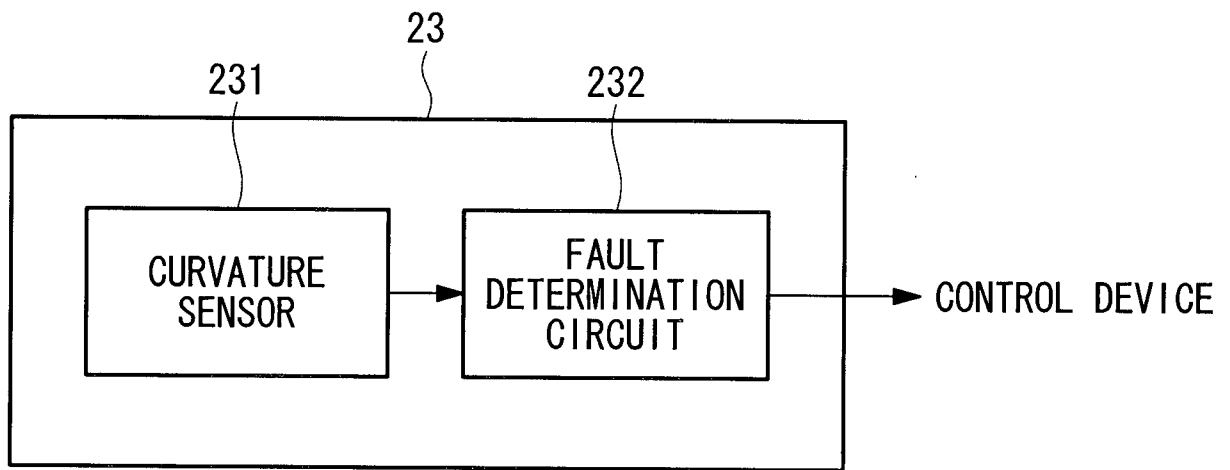 23
231
232
CURVATURE
SENSOR
FAULT
DETERMINATION
CIRCUIT
CONTROL DEVICE